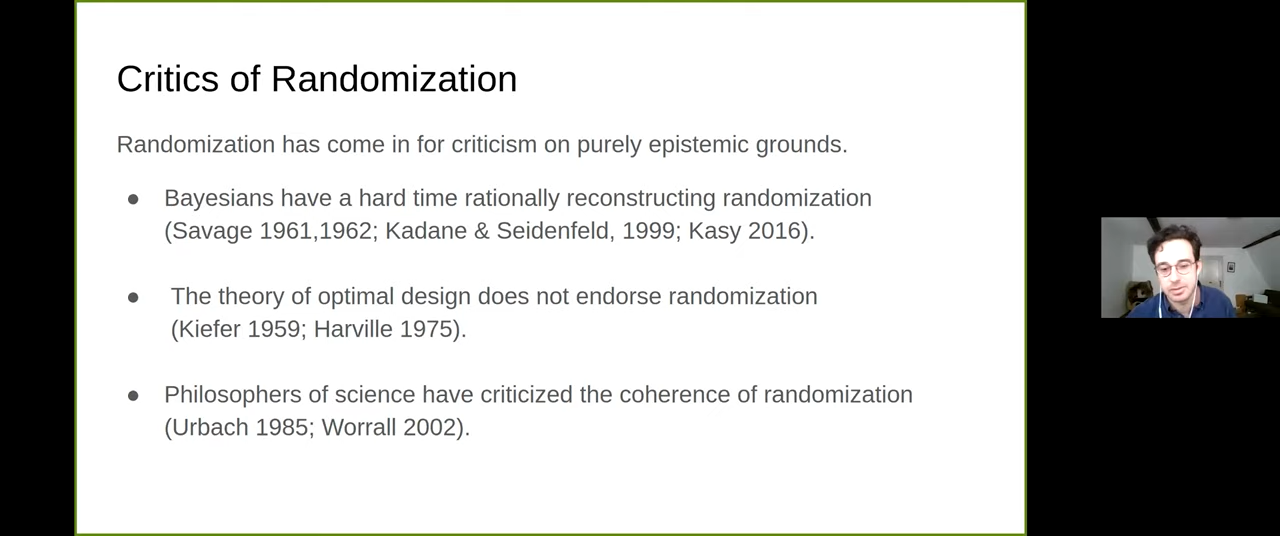 Critics of Randomization
Randomization has come in for criticism on purely epistemic grounds.
● Bayesians have a hard time rationally reconstructing randomization
(Savage 1961,1962; Kadane & Seidenfeld, 1999; Kasy 2016).
● The theory of optimal design does not endorse randomization
(Kiefer 1959; Harville 1975).
● Philosophers of science have criticized the coherence of randomization
(Urbach 1985; Worrall 2002).